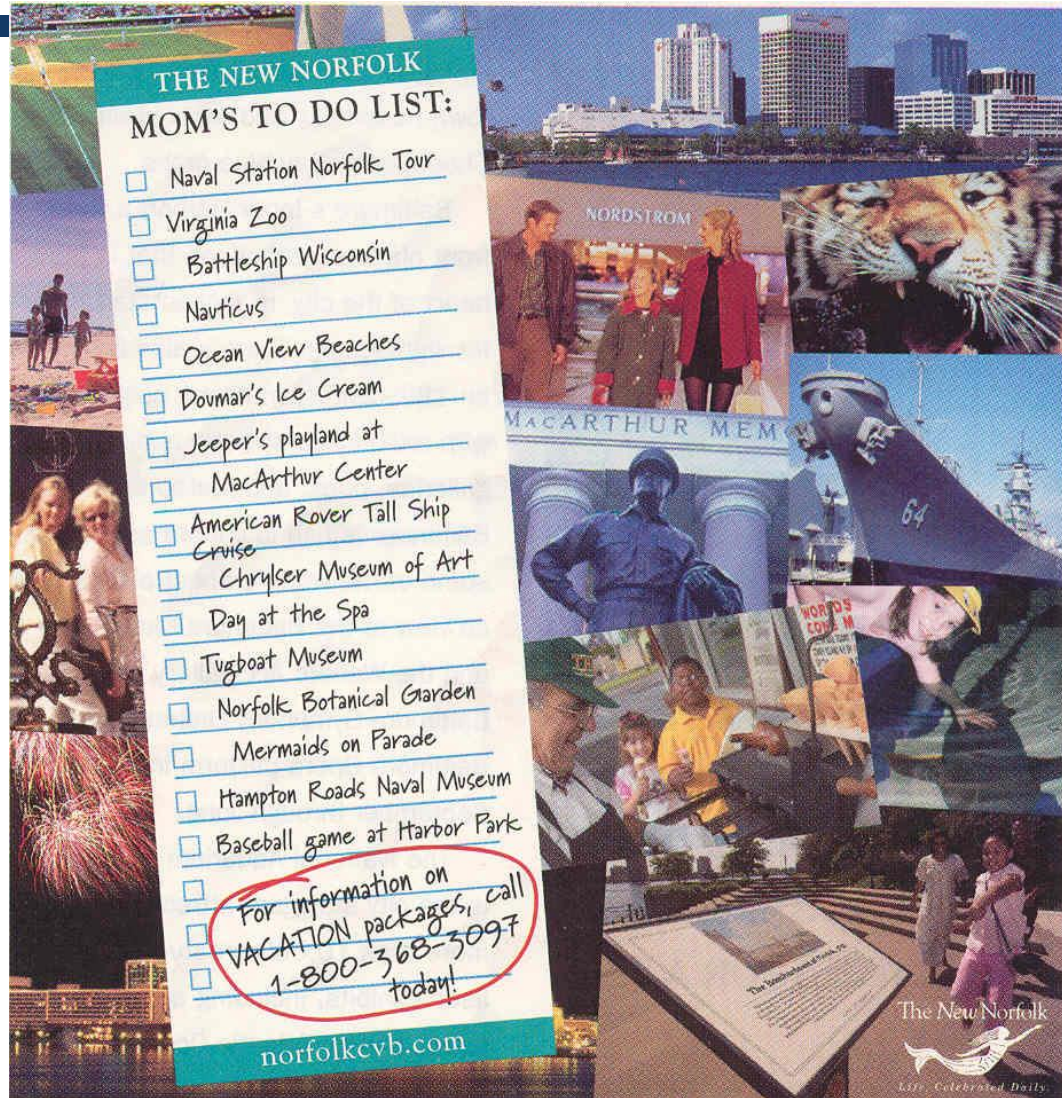 THE NEW NORFOLK
MOM'S TO DO LIST:
Naval Station Norfolk Tour
Virginia Zoo
Battleship Wisconsin
Nauticus
Ocean View Beaches
Doumar's Ice Cream
Jeeper's playland at
MacArthur Center
American Rover Tall Ship
Cruise
Chrylser Museum of Art
Day at the Spa
Tugboat Museum
Norfolk Botanical Garden
Mermaids on Parade
Hampton Roads Naval Museum
Baseball game at Harbor Park
For information on
VACATION packages, call
1-800-368-3097
today!
norfolkcvb.com
NORDSTROM
MACARTHUR MEM
64
The New Norfolk
Life. Celebrated Daily.